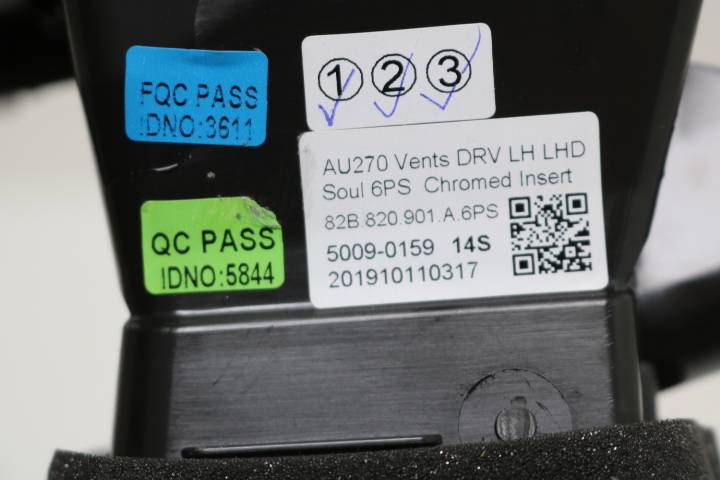 FQC PASS
IDNO:3611
① ② ③
QC PASS
IDNO:5844
AU270 Vents DRV LH LHD
Soul 6PS Chromed Insert
82B.820.901.A.6PS
5009-0159 14S
201910110317